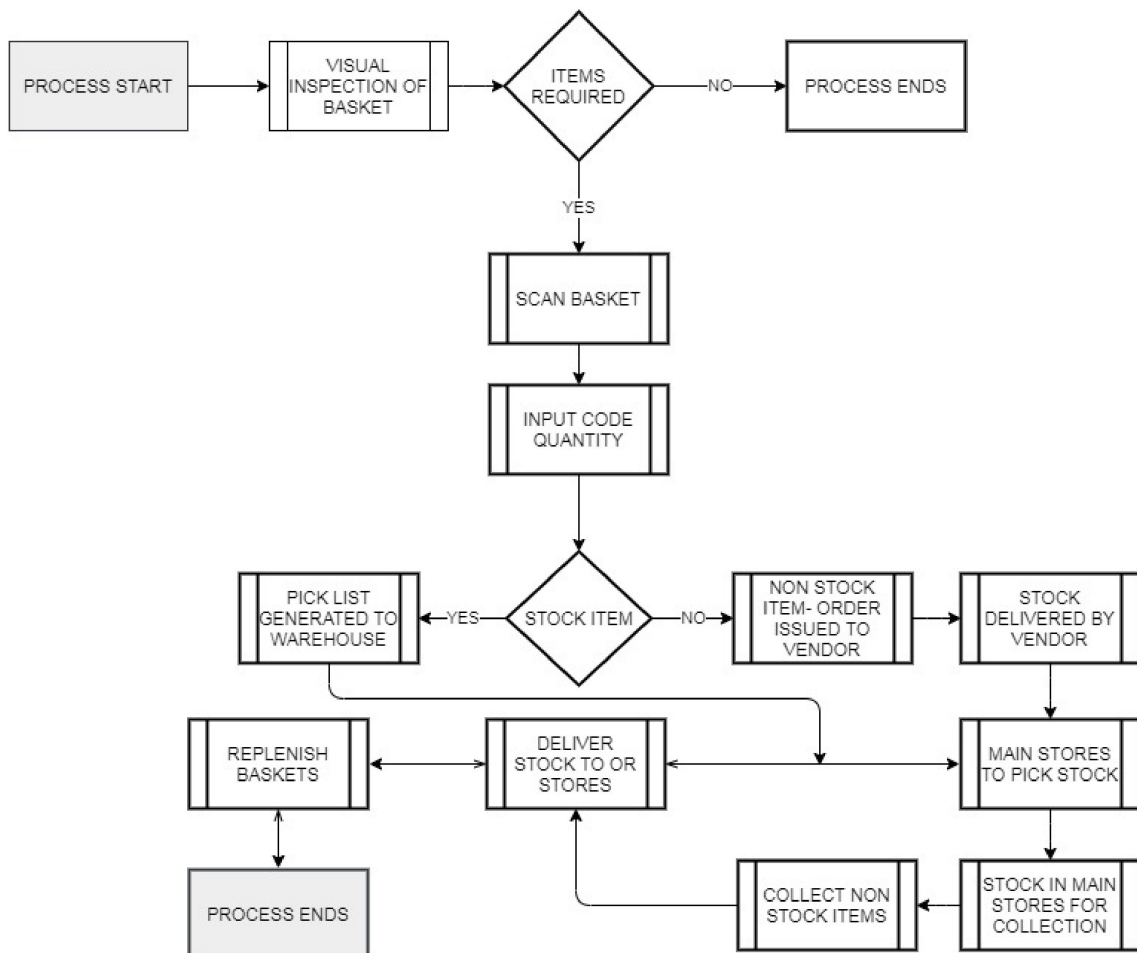 PROCESS START
VISUAL
INSPECTION OF
BASKET
ITEMS
REQUIRED
NO
PROCESS ENDS
YES
SCAN BASKET
INPUT CODE
QUANTITY
PICK LIST
GENERATED TO
WAREHOUSE
YES
STOCK ITEM
NO
NON STOCK
ITEM- ORDER
ISSUED TO
VENDOR
STOCK
DELIVERED BY
VENDOR
REPLENISH
BASKETS
DELIVER
STOCK TO OR
STORES
MAIN STORES
TO PICK STOCK
PROCESS ENDS
COLLECT NON
STOCK ITEMS
STOCK IN MAIN
STORES FOR
COLLECTION